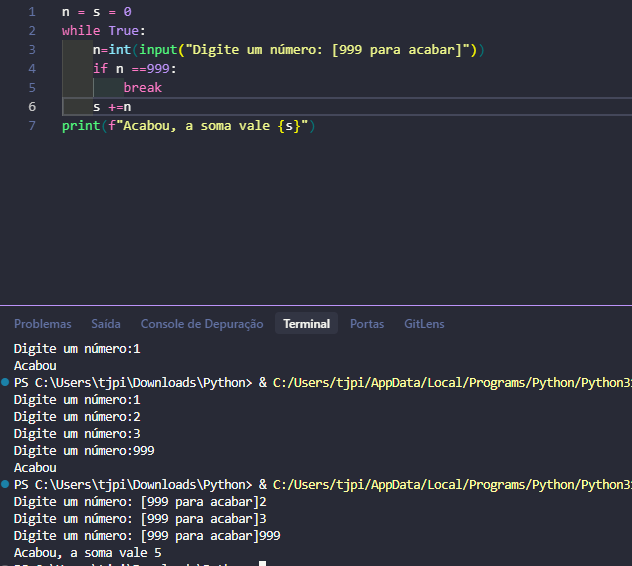 1 n = s = 0
2 while True:
3 n=int(input("Digite um número: [999 para acabar]"))
4 if n ==999:
5 break
6 s +=n
7 print(f"Acabou, a soma vale {s}")
Problemas Saída Console de Depuração Terminal Portas GitLens
Digite um número:1
Acabou
PS C:\Users\tjpi\Downloads\Python> & C:/Users/tjpi/AppData/Local/Programs/Python/Python3
Digite um número:1
Digite um número:2
Digite um número:3
Digite um número:999
Acabou
PS C:\Users\tjpi\Downloads\Python> & C:/Users/tjpi/AppData/Local/Programs/Python/Python3
Digite um número: [999 para acabar]2
Digite um número: [999 para acabar]3
Digite um número: [999 para acabar]999
Acabou, a soma vale 5